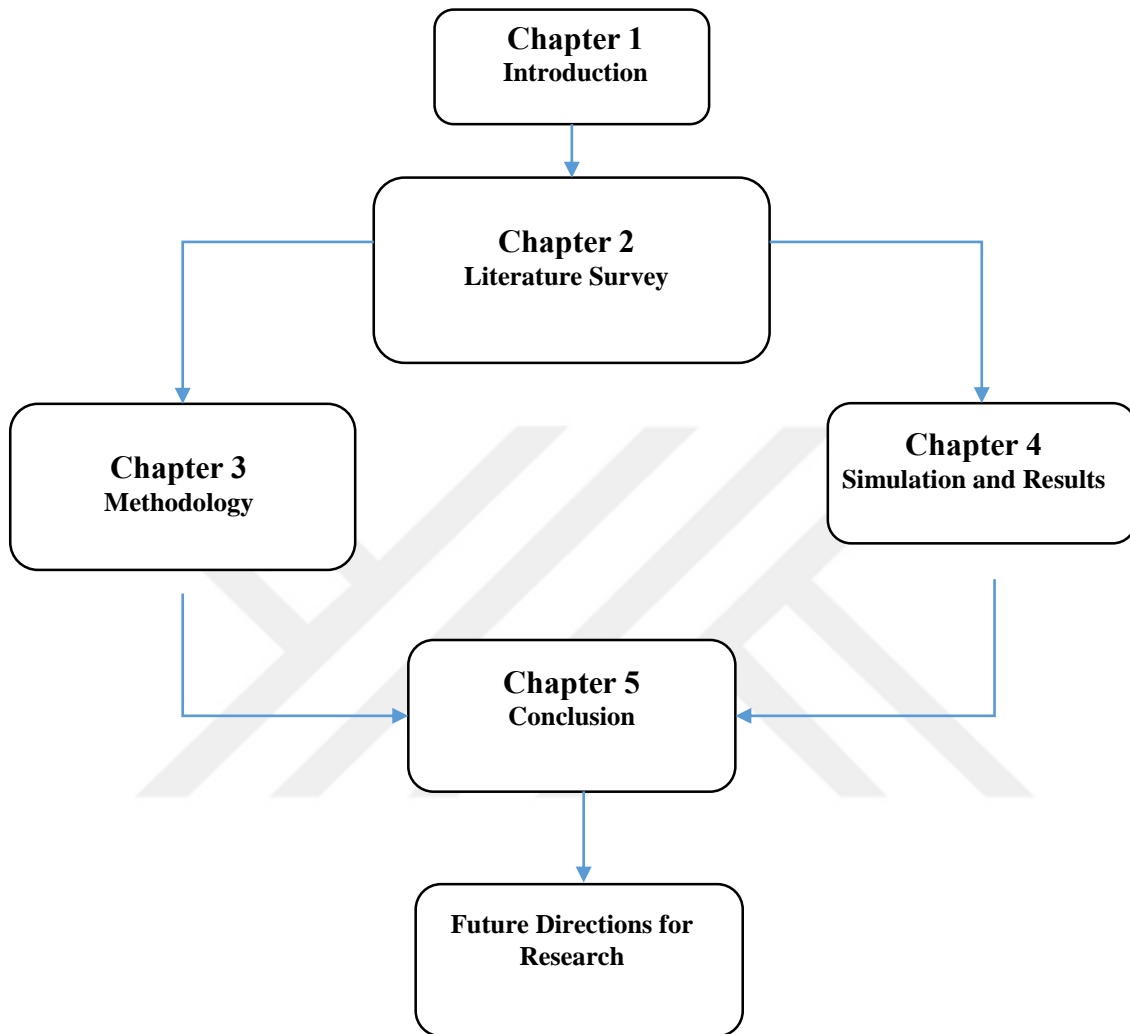 Chapter 1
Introduction
Chapter 2
Literature Survey
Chapter 3
Methodology
Chapter 4
Simulation and Results
Chapter 5
Conclusion
Future Directions for
Research